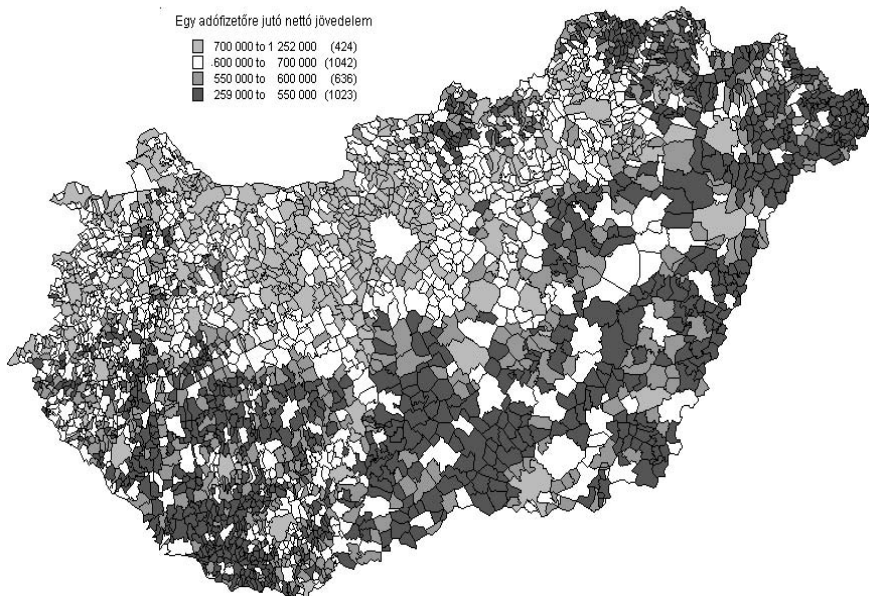 Egy adófizetőre jutó nettó jövedelem
700 000 to 1 252 000 (424)
600 000 to 700 000 (1042)
550 000 to 600 000 (636)
259 000 to 550 000 (1023)